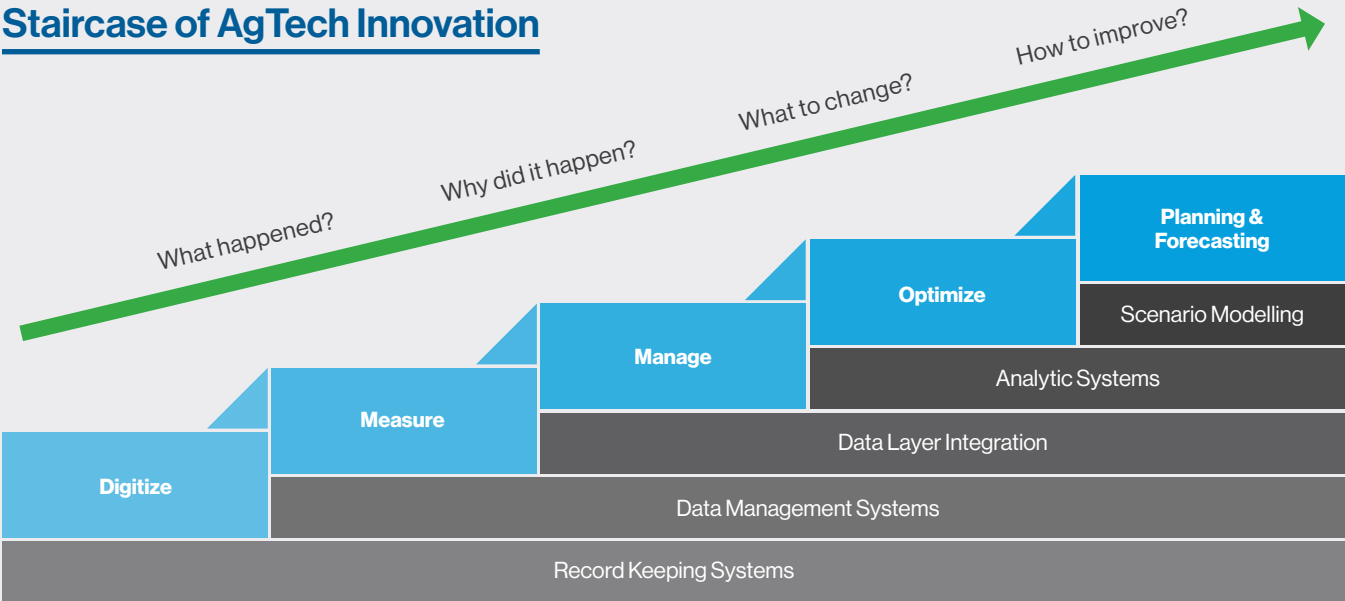 Staircase of AgTech Innovation
What happened?
Why did it happen?
What to change?
How to improve?
Digitize
Measure
Manage
Optimize
Planning &
Forecasting
Scenario Modelling
Analytic Systems
Data Layer Integration
Data Management Systems
Record Keeping Systems